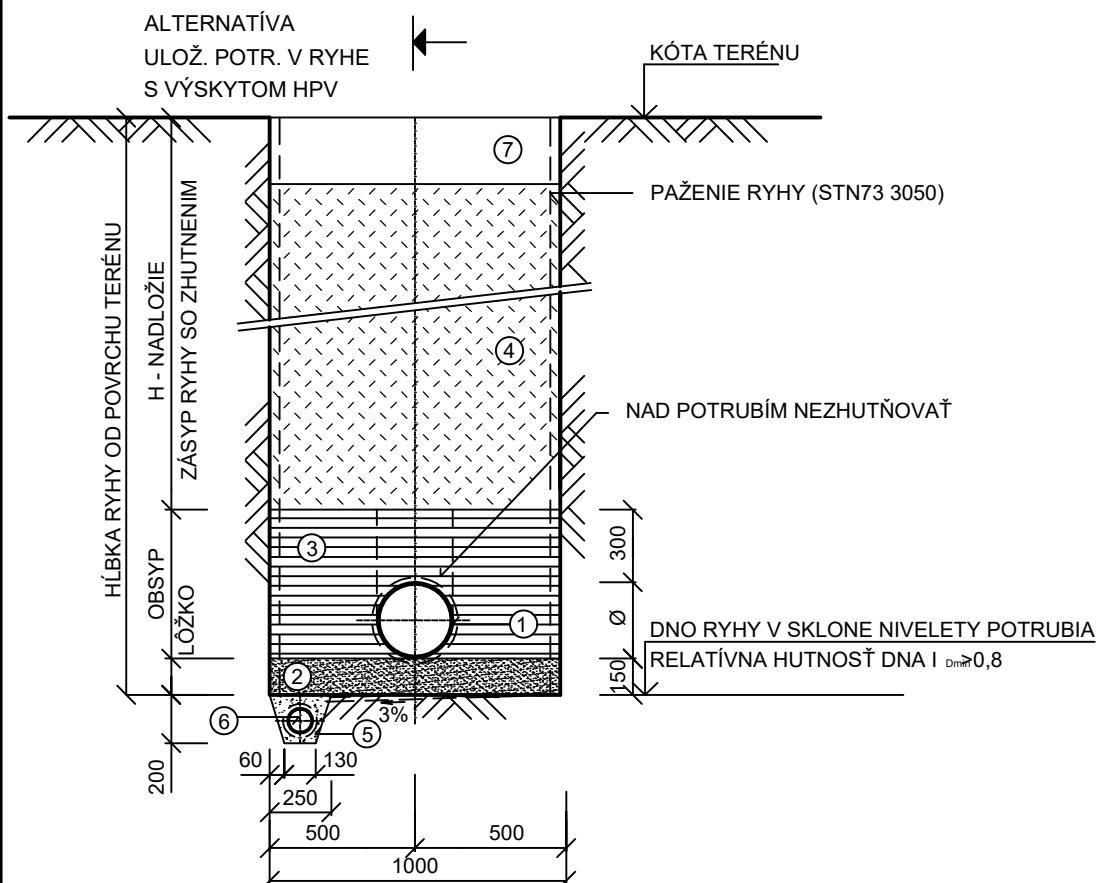 ALTERNATÍVA
ULOŽ. POTR. V RYHE
S VÝSKYTOM HPV
KÓTA TERÉNU
7
PAŽENIE RYHY (STN73 3050)
HĹBKA RYHY OD POVRCHU TERÉNU
H - NADLOŽIE
ZÁSYP RYHY SO ZHUTNENIM
4
NAD POTRUBÍM NEZHUTŇOVAŤ
OBSYP
LÔŽKO
3
300
1
Ø
DNO RYHY V SKLONE NIVELETY POTRUBIA
RELATÍVNA HUTNOSŤ DNA I Dmin>0,8
2
150
6
3%
5
200
60
130
250
500
500
1000